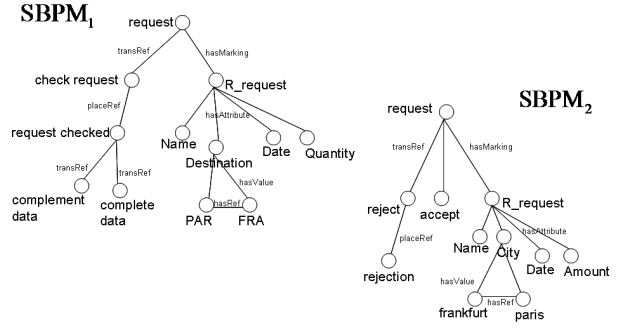 SBPM1
request
transRef
hasMarking
check request
R_request
placeRef
hasAttribute
request checked
Name
Destination
Date
Quantity
transRef
transRef
hasValue
complement
data
complete
data
hasRef
PAR
FRA
SBPM2
request
transRef
hasMarking
reject
accept
R_request
placeRef
hasAttribute
Name
City
Date
Amount
rejection
hasValue
hasRef
frankfurt
paris